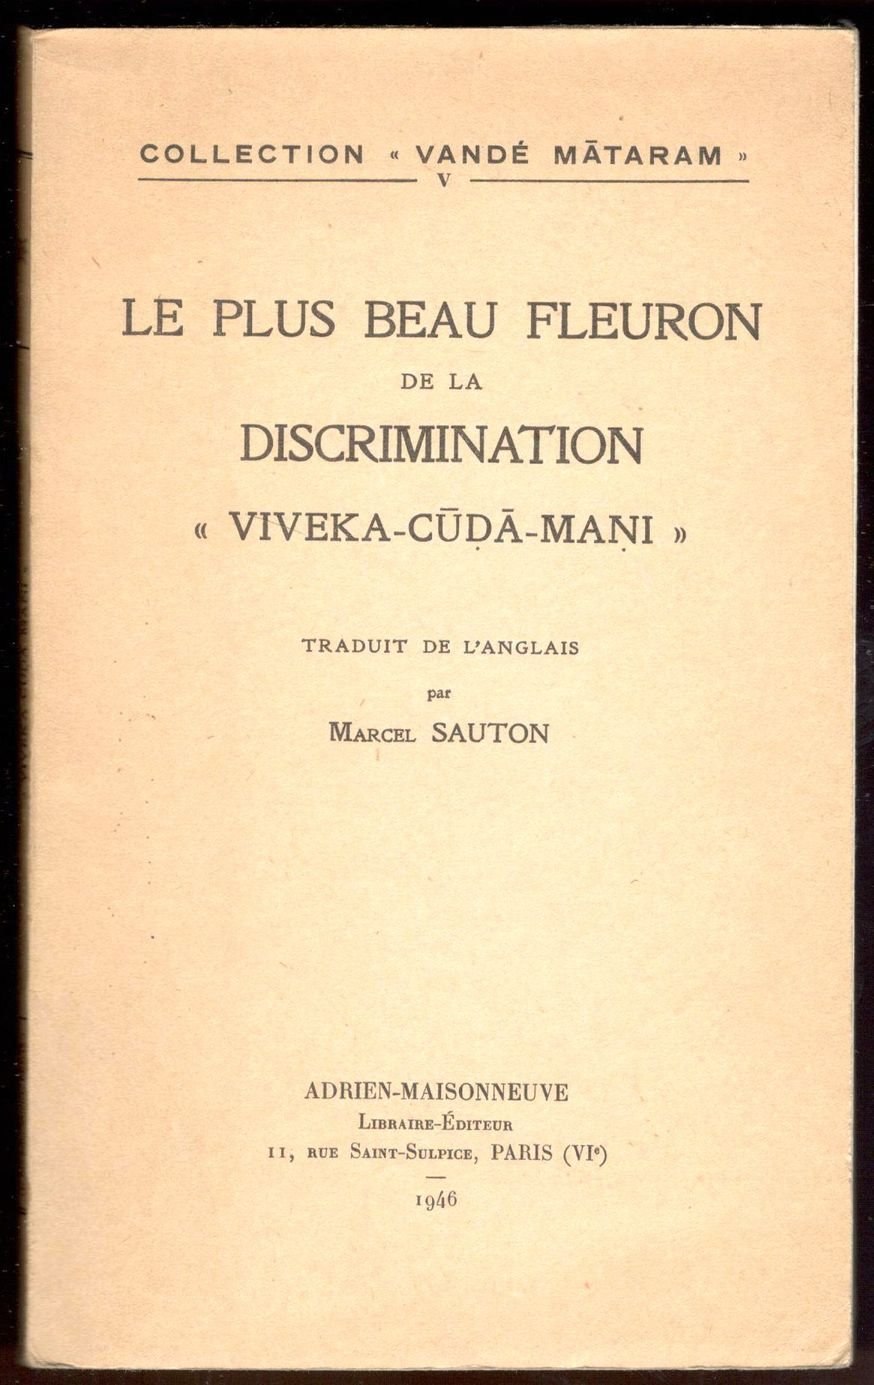 COLLECTION « VANDÉ MĀTARAM »
V
LE PLUS BEAU FLEURON
DE LA
DISCRIMINATION
« VIVEKA-CŪḌĀ-MAṆI »
TRADUIT DE L'ANGLAIS
par
MARCEL SAUTON
ADRIEN-MAISONNEUVE
LIBRAIRE-ÉDITEUR
11, RUE SAINT-SULPICE, PARIS (VIe)
1946